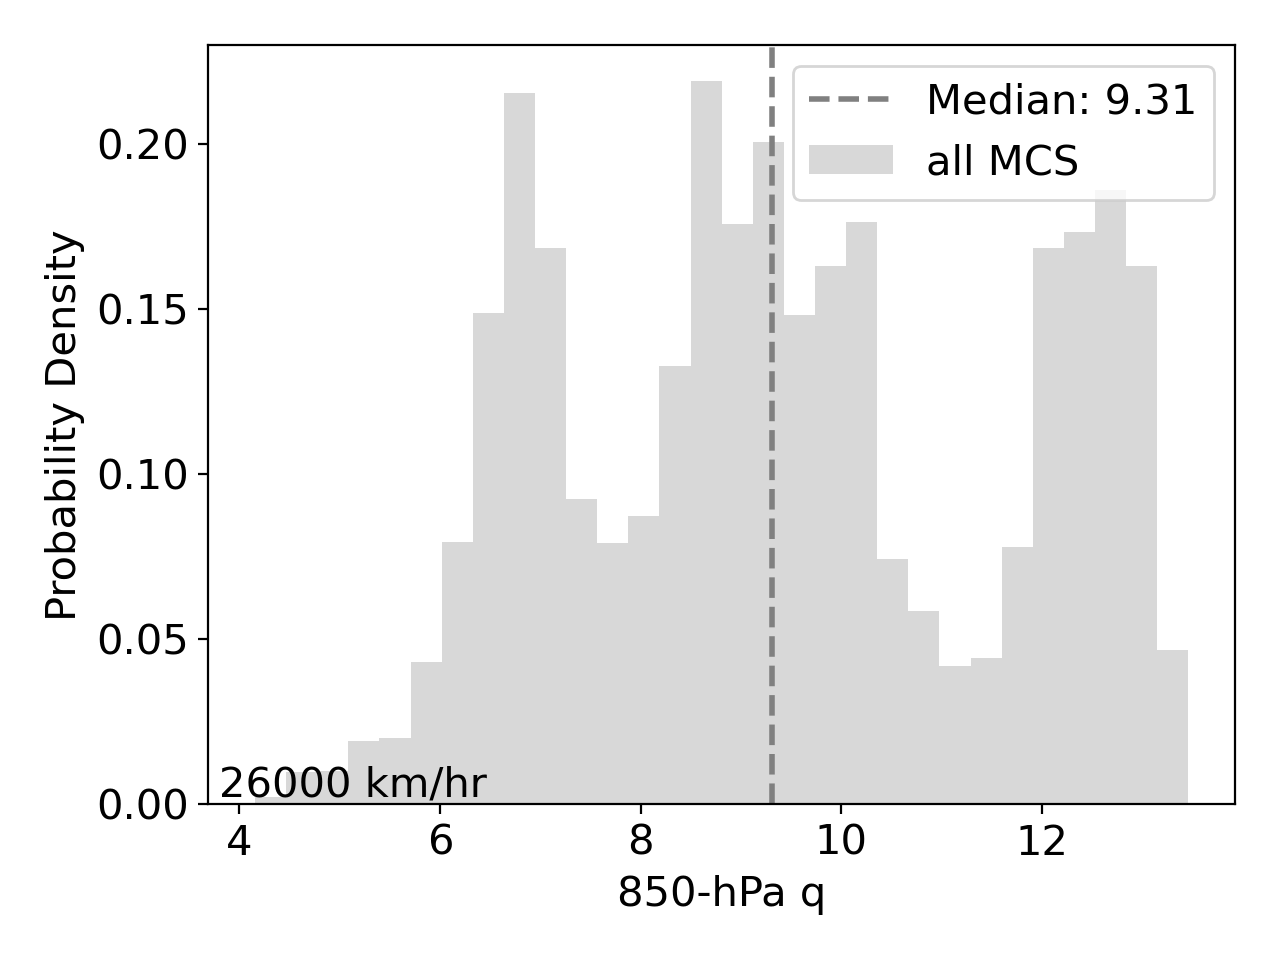 Median: 9.31
all MCS
0.20
0.15
0.10
0.05
0.00
Probability Density
26000 km/hr
4 6 8 10 12
850-hPa q